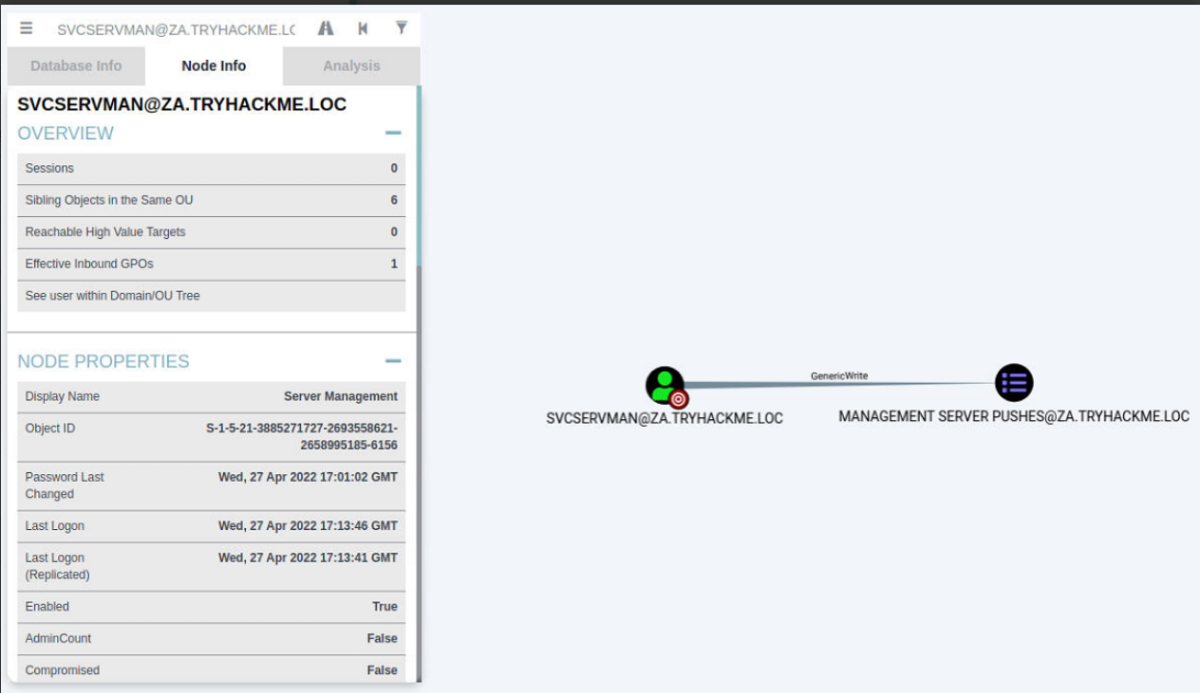 SVCSERVMAN@ZA.TRYHACKME.LC
Database Info
Node Info
Analysis
SVCSERVMAN@ZA.TRYHACKME.LOC
OVERVIEW
Sessions 0
Sibling Objects in the Same OU 6
Reachable High Value Targets 0
Effective Inbound GPOs 1
See user within Domain/OU Tree
NODE PROPERTIES
Display Name Server Management
Object ID S-1-5-21-3885271727-2693558621-
2658995185-6156
Password Last Wed, 27 Apr 2022 17:01:02 GMT
Changed
Last Logon Wed, 27 Apr 2022 17:13:46 GMT
Last Logon Wed, 27 Apr 2022 17:13:41 GMT
(Replicated)
Enabled True
AdminCount False
Compromised False
GenericWrite
SVCSERVMAN@ZA.TRYHACKME.LOC
MANAGEMENT SERVER PUSHES@ZA.TRYHACKME.LOC